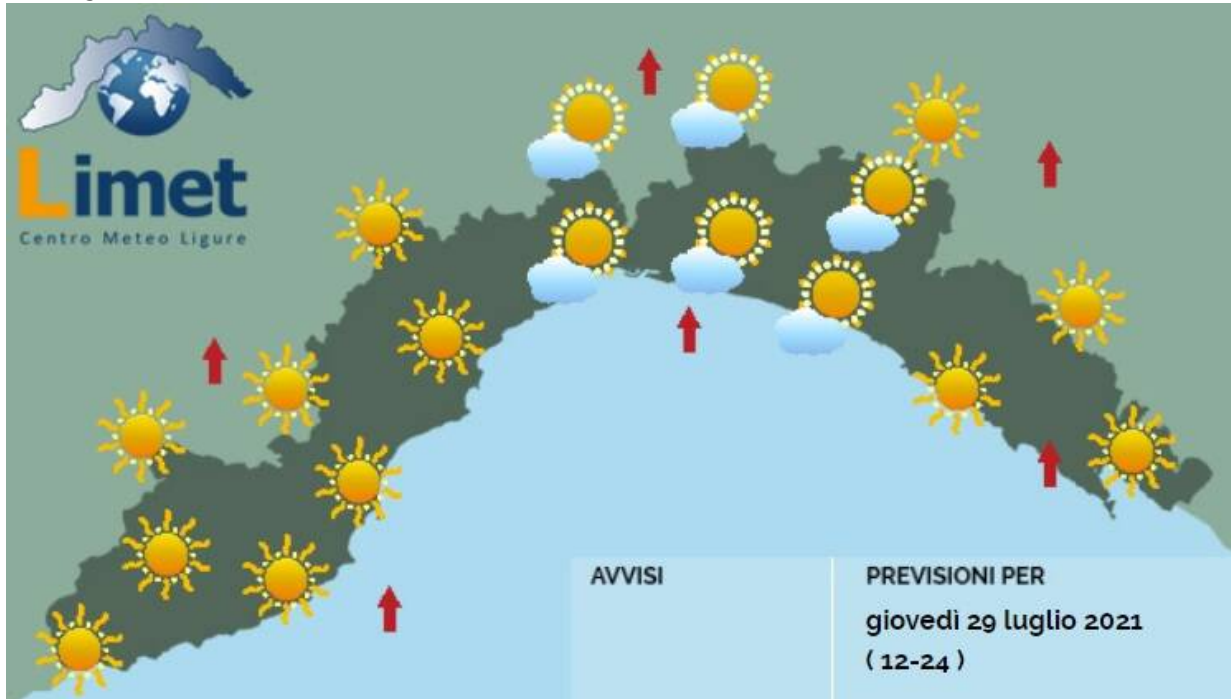 Limet
Centro Meteo Ligure
AVVISI
PREVISIONI PER
giovedì 29 luglio 2021
( 12-24 )